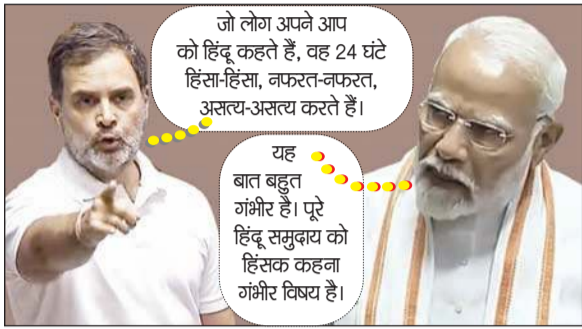 जो लोग अपने आप
को हिंदू कहते हैं, वह 24 घंटे
हिंसा-हिंसा, नफरत-नफरत,
असत्य-असत्य करते हैं।
यह
बात बहुत
गंभीर है। पूरे
हिंदू समुदाय को
हिंसक कहना
गंभीर विषय है।